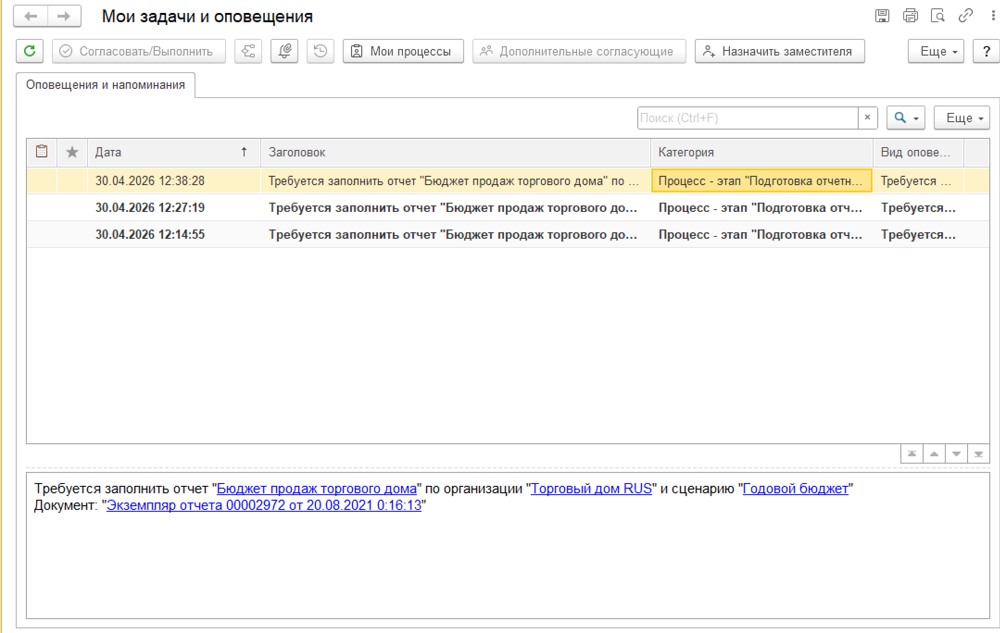 Мои задачи и оповещения
Согласовать/Выполнить Мои процессы Дополнительные согласующие Назначить заместителя Еще ?
Оповещения и напоминания
Поиск (Ctrl+F) × Еще
Дата ↑ Заголовок Категория Вид опове...
30.04.2026 12:38:28 Требуется заполнить отчет "Бюджет продаж торгового дома" по ... Процесс - этап "Подготовка отчетн... Требуется ...
30.04.2026 12:27:19 Требуется заполнить отчет "Бюджет продаж торгового до... Процесс - этап "Подготовка отч... Требуется...
30.04.2026 12:14:55 Требуется заполнить отчет "Бюджет продаж торгового до... Процесс - этап "Подготовка отч... Требуется...
Требуется заполнить отчет "Бюджет продаж торгового дома" по организации "Торговый дом RUS" и сценарию "Годовой бюджет"
Документ: "Экземпляр отчета 00002972 от 20.08.2021 0:16:13"